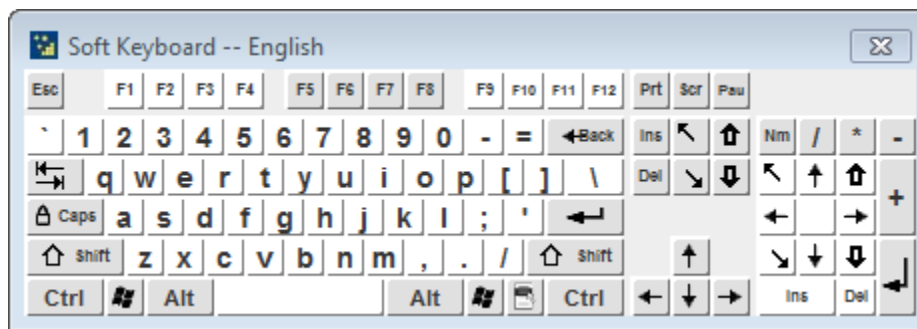 Soft Keyboard -- English
Esc F1 F2 F3 F4 F5 F6 F7 F8 F9 F10 F11 F12 Prt Scr Pau
` 1 2 3 4 5 6 7 8 9 0 - = Back Ins Nm / * -
q w e r t y u i o p [ ] \ Del +
Caps a s d f g h j k l ; '
Shift z x c v b n m , . / Shift
Ctrl Alt Alt Ctrl Ins Del